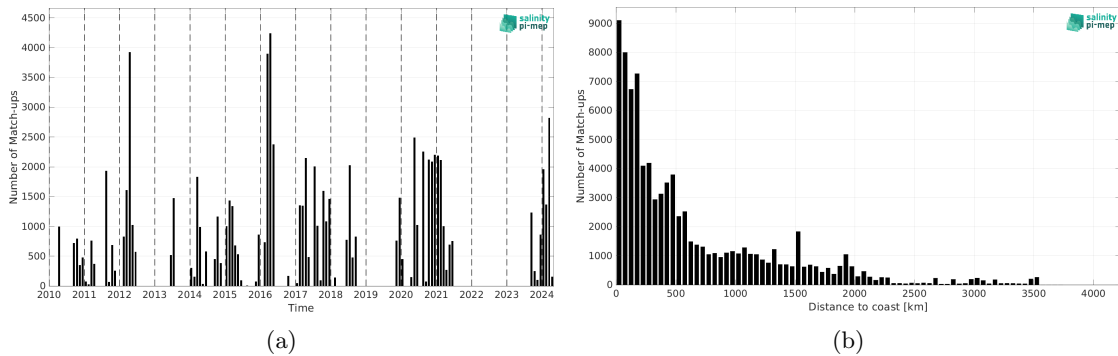 salinity
pi-mep
4500
4000
3500
3000
2500
2000
1500
1000
500
0
Number of Match-ups
2010 2011 2012 2013 2014 2015 2016 2017 2018 2019 2020 2021 2022 2023 2024
Time
(a)
salinity
pi-mep
9000
8000
7000
6000
5000
4000
3000
2000
1000
0
Number of Match-ups
0 500 1000 1500 2000 2500 3000 3500 4000
Distance to coast [km]
(b)